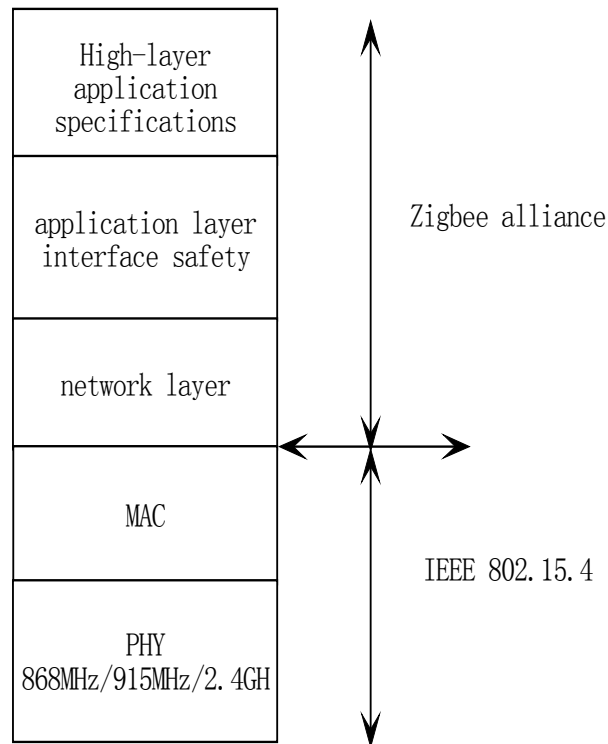 High-layer
application
specifications
application layer
interface safety
Zigbee alliance
network layer
MAC
IEEE 802.15.4
PHY
868MHz/915MHz/2.4GH